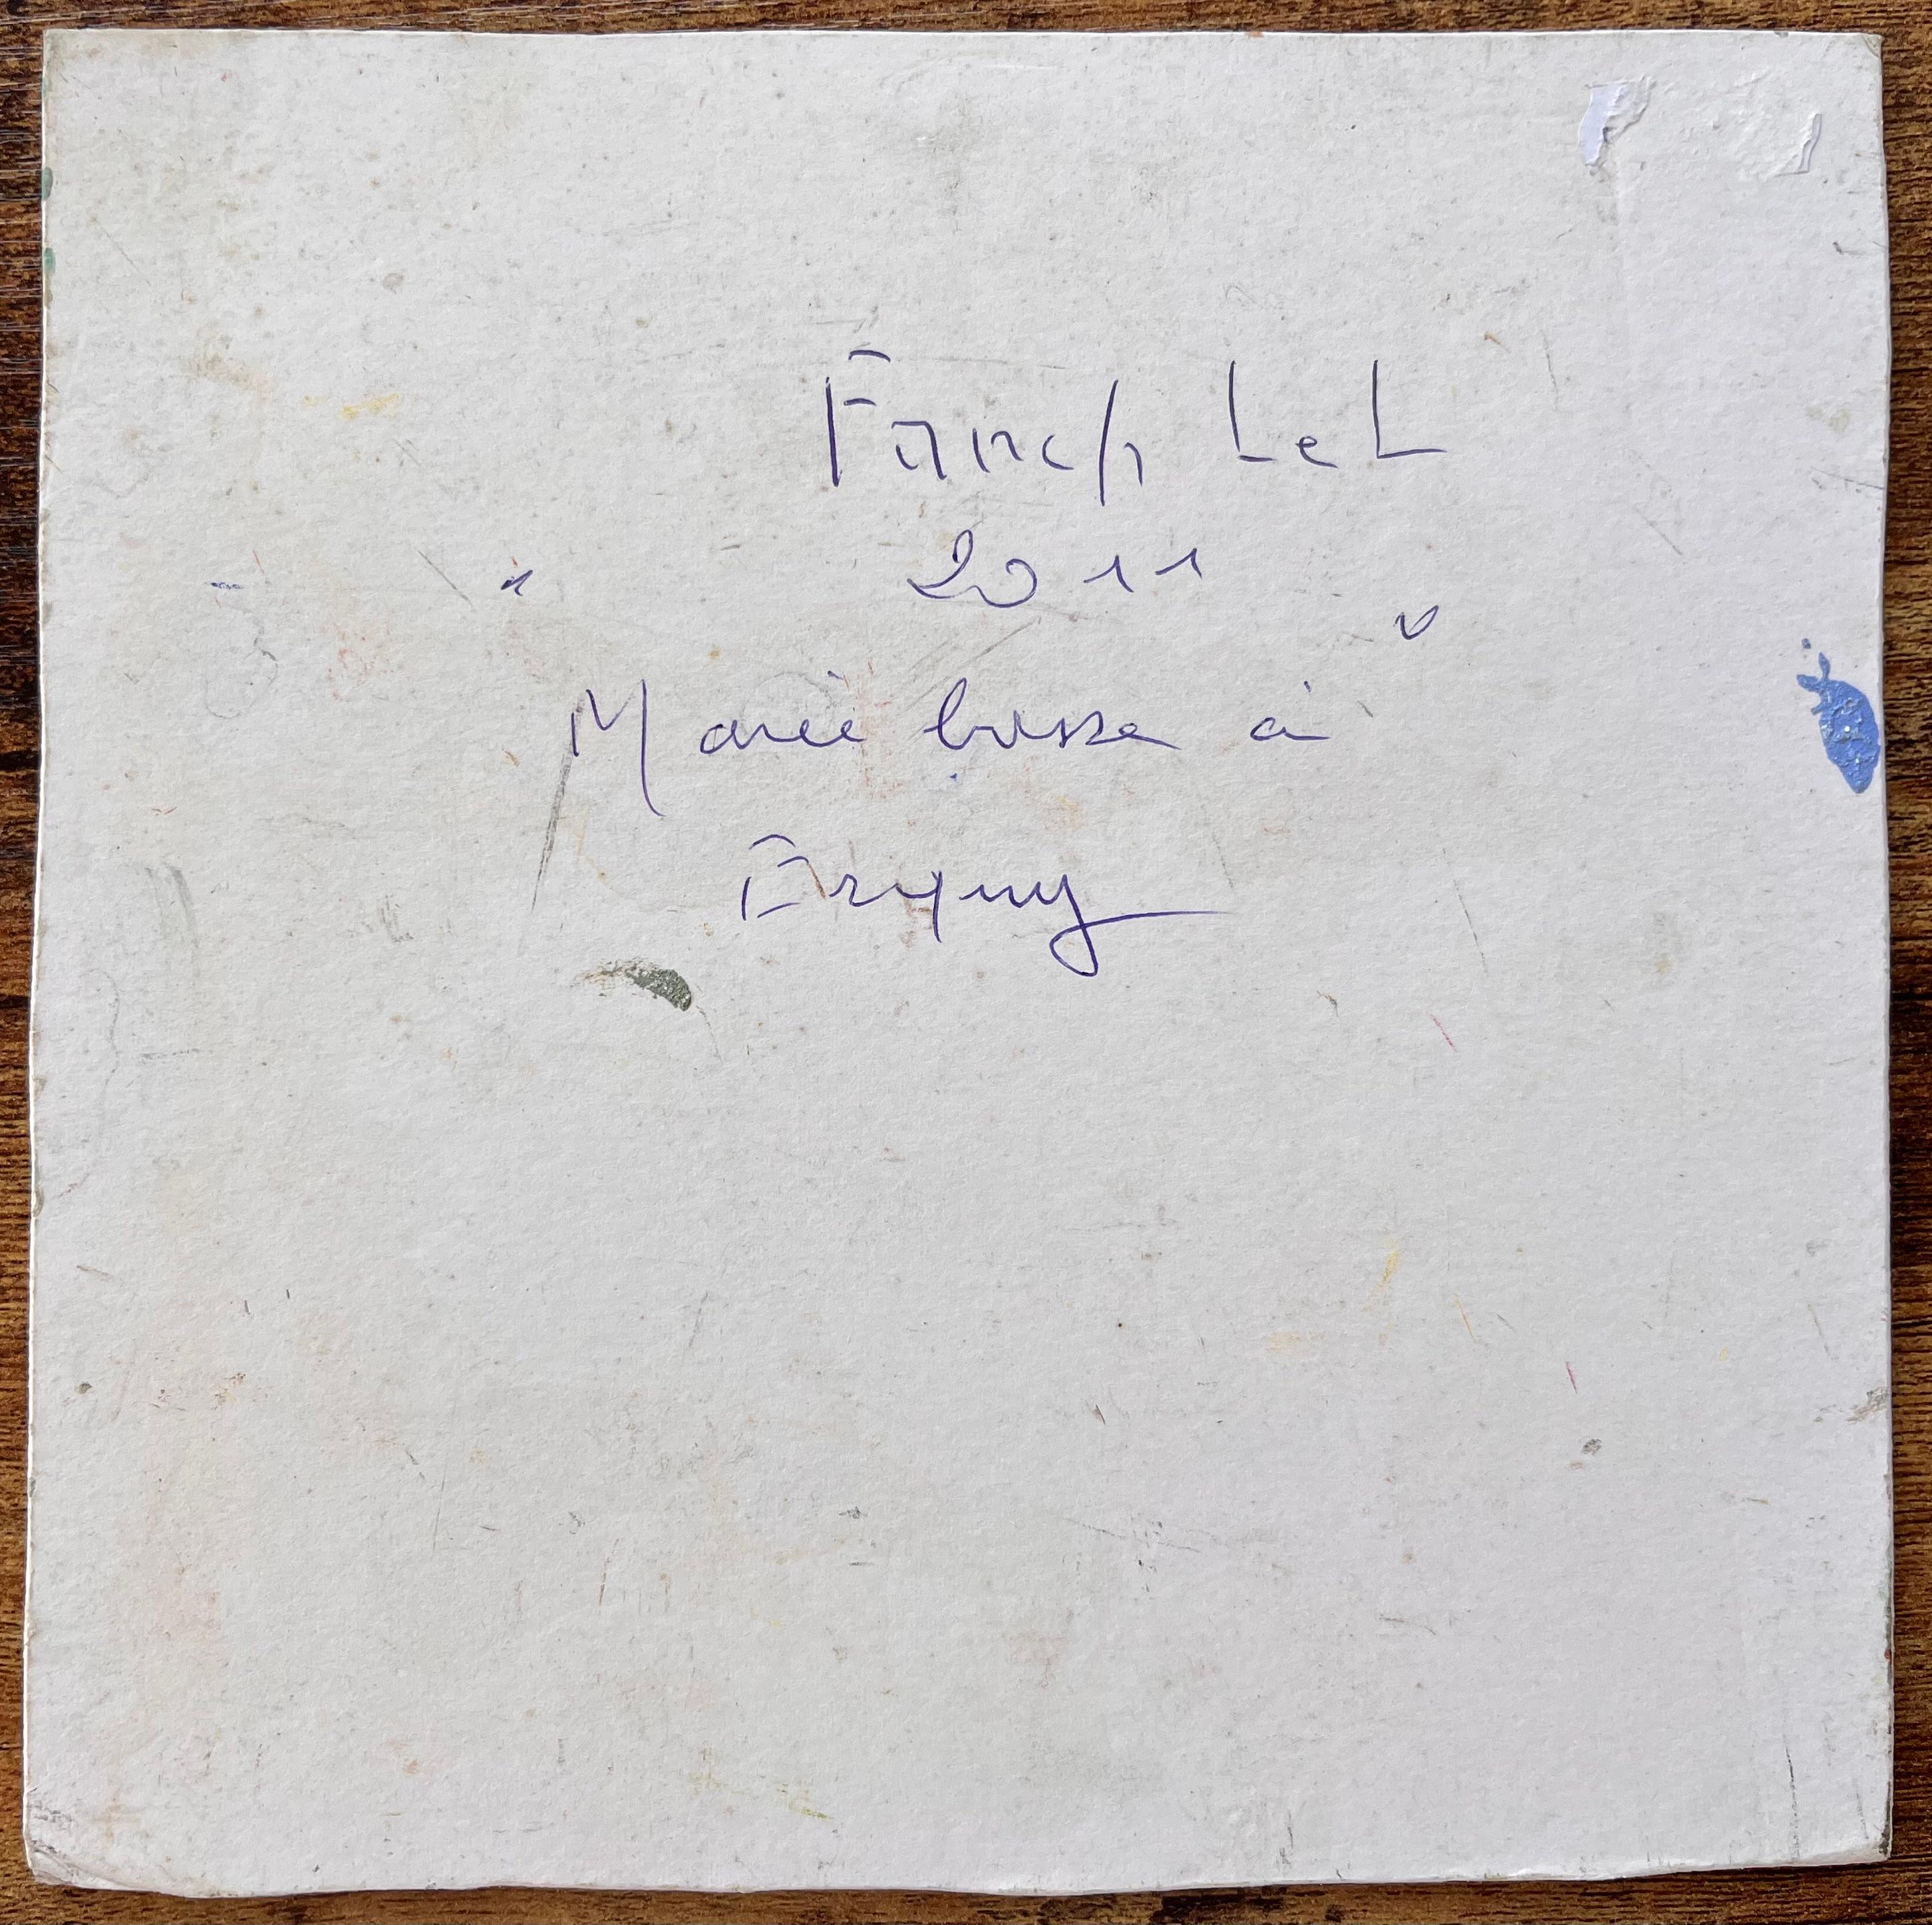 Fanch Lel
2011
"Marée basse à
Erquy"